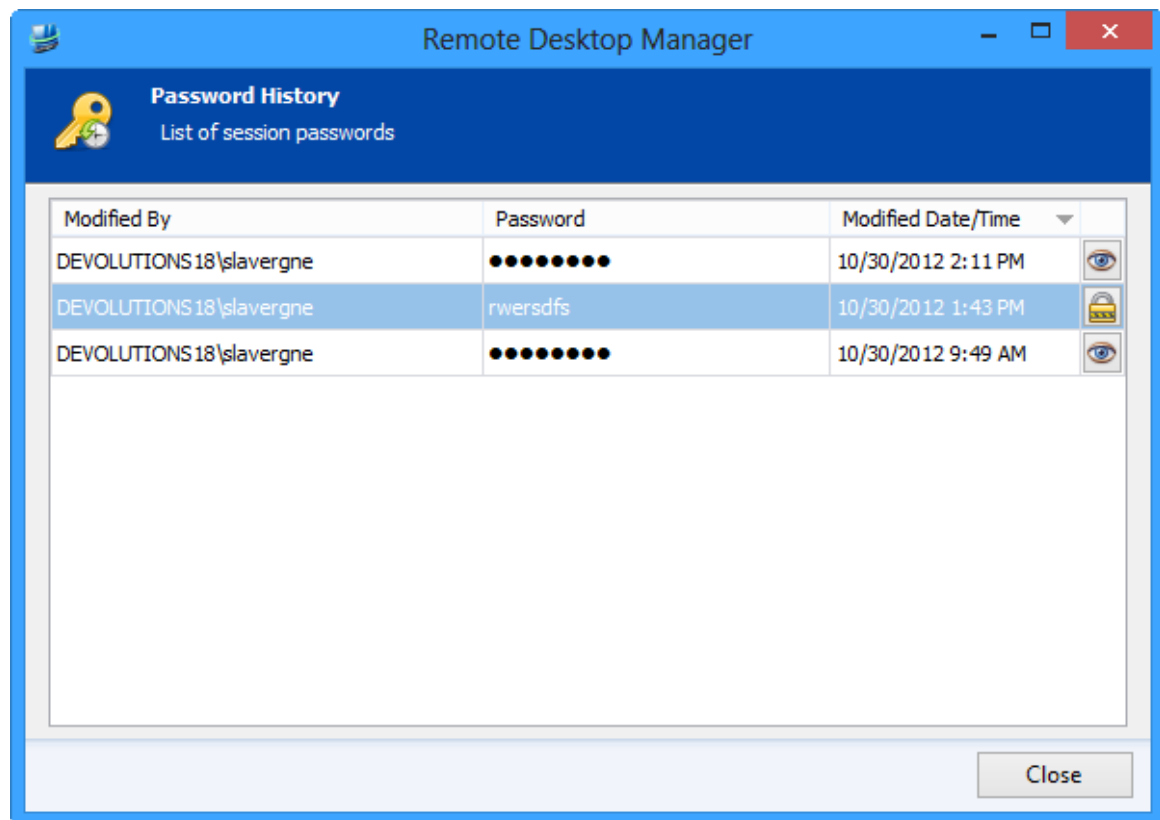 Remote Desktop Manager
Password History
List of session passwords
Modified By Password Modified Date/Time
DEVOLUTIONS18\slavergne ●●●●●●●● 10/30/2012 2:11 PM
DEVOLUTIONS18\slavergne rwersdfs 10/30/2012 1:43 PM
DEVOLUTIONS18\slavergne ●●●●●●●● 10/30/2012 9:49 AM
Close